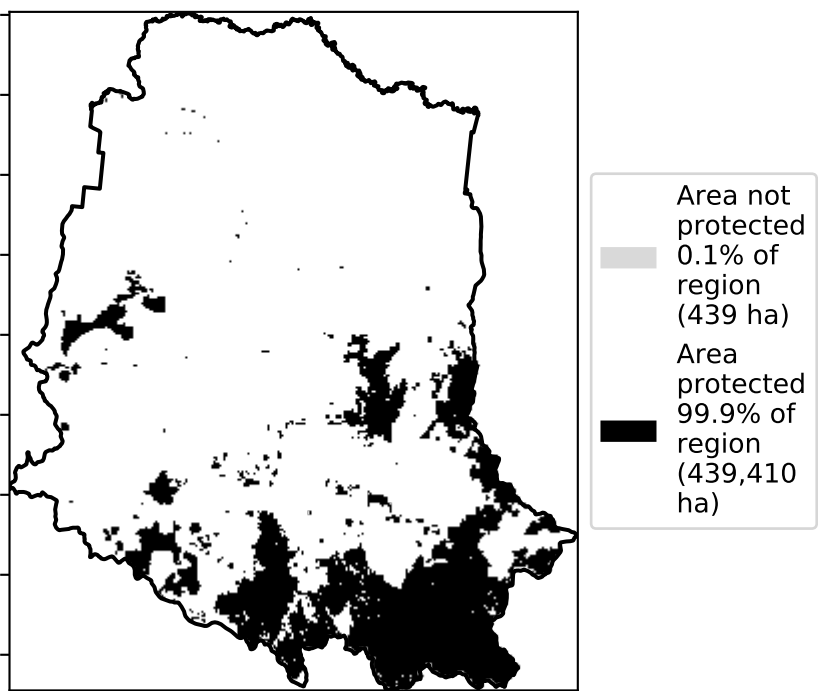 Area not
protected
0.1% of
region
(439 ha)
Area
protected
99.9% of
region
(439,410
ha)